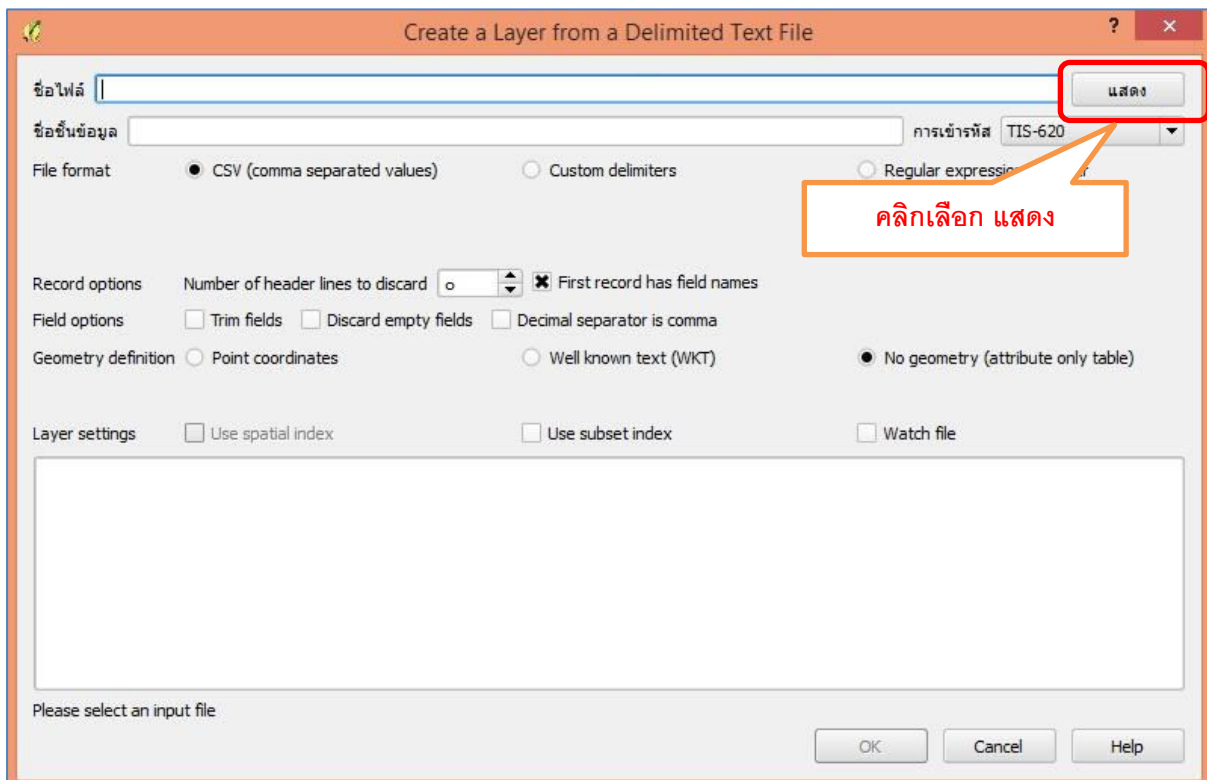 Create a Layer from a Delimited Text File ?
ชื่อไฟล์ แสดง
ชื่อชั้นข้อมูล การเข้ารหัส TIS-620
File format CSV (comma separated values) Custom delimiters Regular
คลิกเลือก แสดง
Record options Number of header lines to discard ๐ First record has field names
Field options Trim fields Discard empty fields Decimal separator is comma
Geometry definition Point coordinates Well known text (WKT) No geometry (attribute only table)
Layer settings Use spatial index Use subset index Watch file
Please select an input file
OK Cancel Help